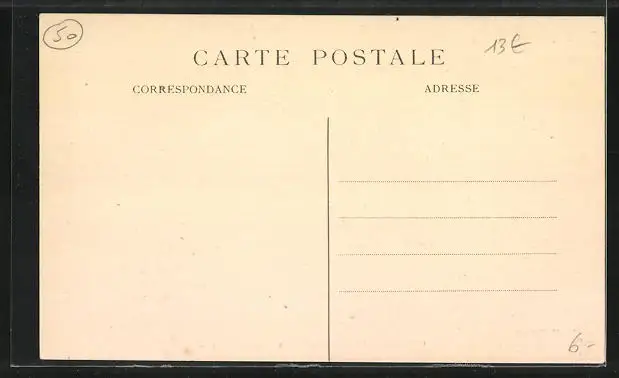 50
13€
CARTE POSTALE
CORRESPONDANCE
ADRESSE
6.-